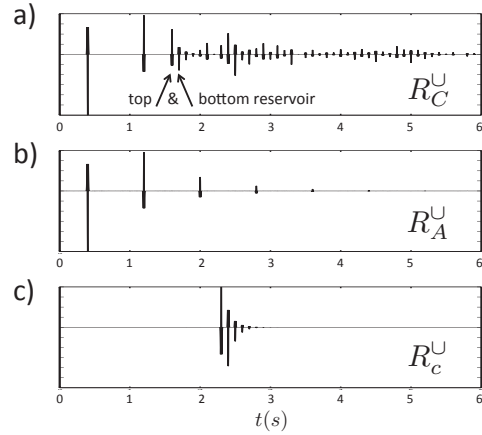 a)
top & bottom reservoir
R_C^∪
0 1 2 3 4 5 6
b)
R_A^∪
0 1 2 3 4 5 6
c)
R_c^∪
0 1 2 3 4 5 6
t(s)